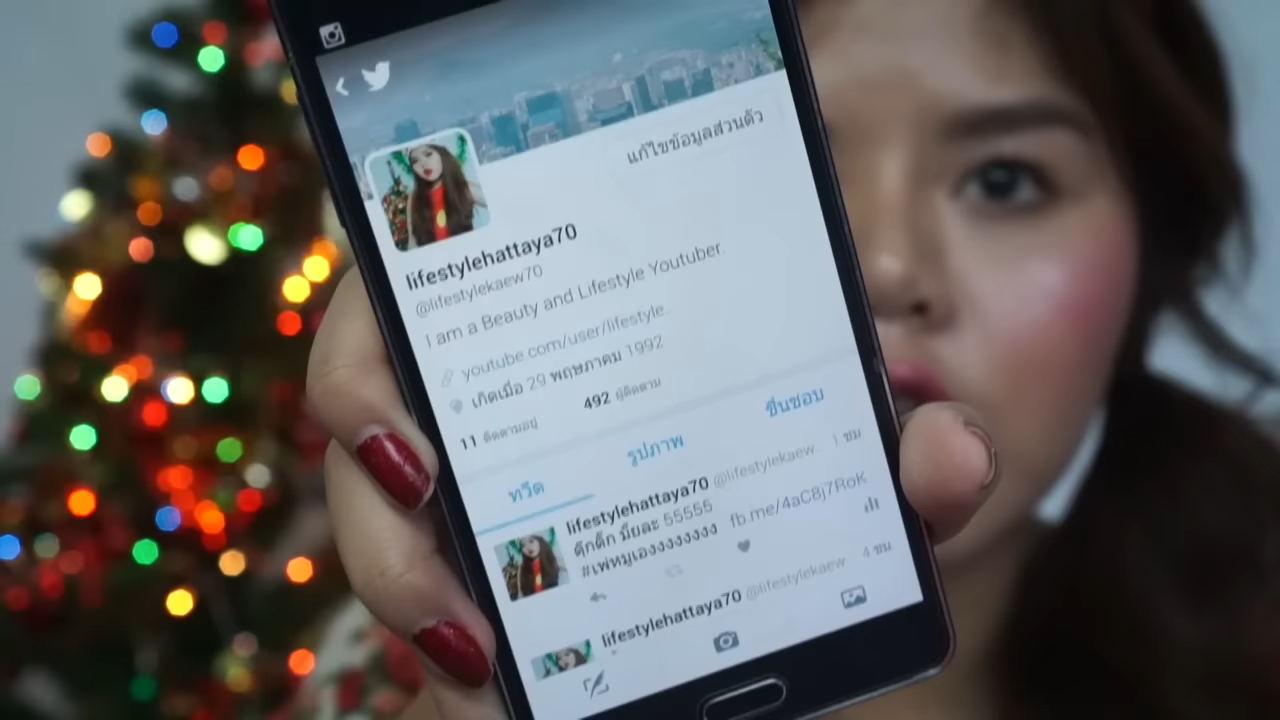 แก้ไขข้อมูลส่วนตัว
lifestylehattaya70
@lifestylekaew70
I am a Beauty and Lifestyle Youtuber.
youtube.com/user/lifestyle..
เกิดเมื่อ 29 พฤษภาคม 1992
11 ติดตามอยู่ 492 ผู้ติดตาม
ทวีต รูปภาพ ชื่นชอบ
lifestylehattaya70 @lifestylekaew.. 1 ชม
ดุ๊กดิ๊ก มั๊ยละ 55555
#เพ่หมูเองงงงงงงงง fb.me/4aC8j7RoK
lifestylehattaya70 @lifestylekaew.. 4 ชม